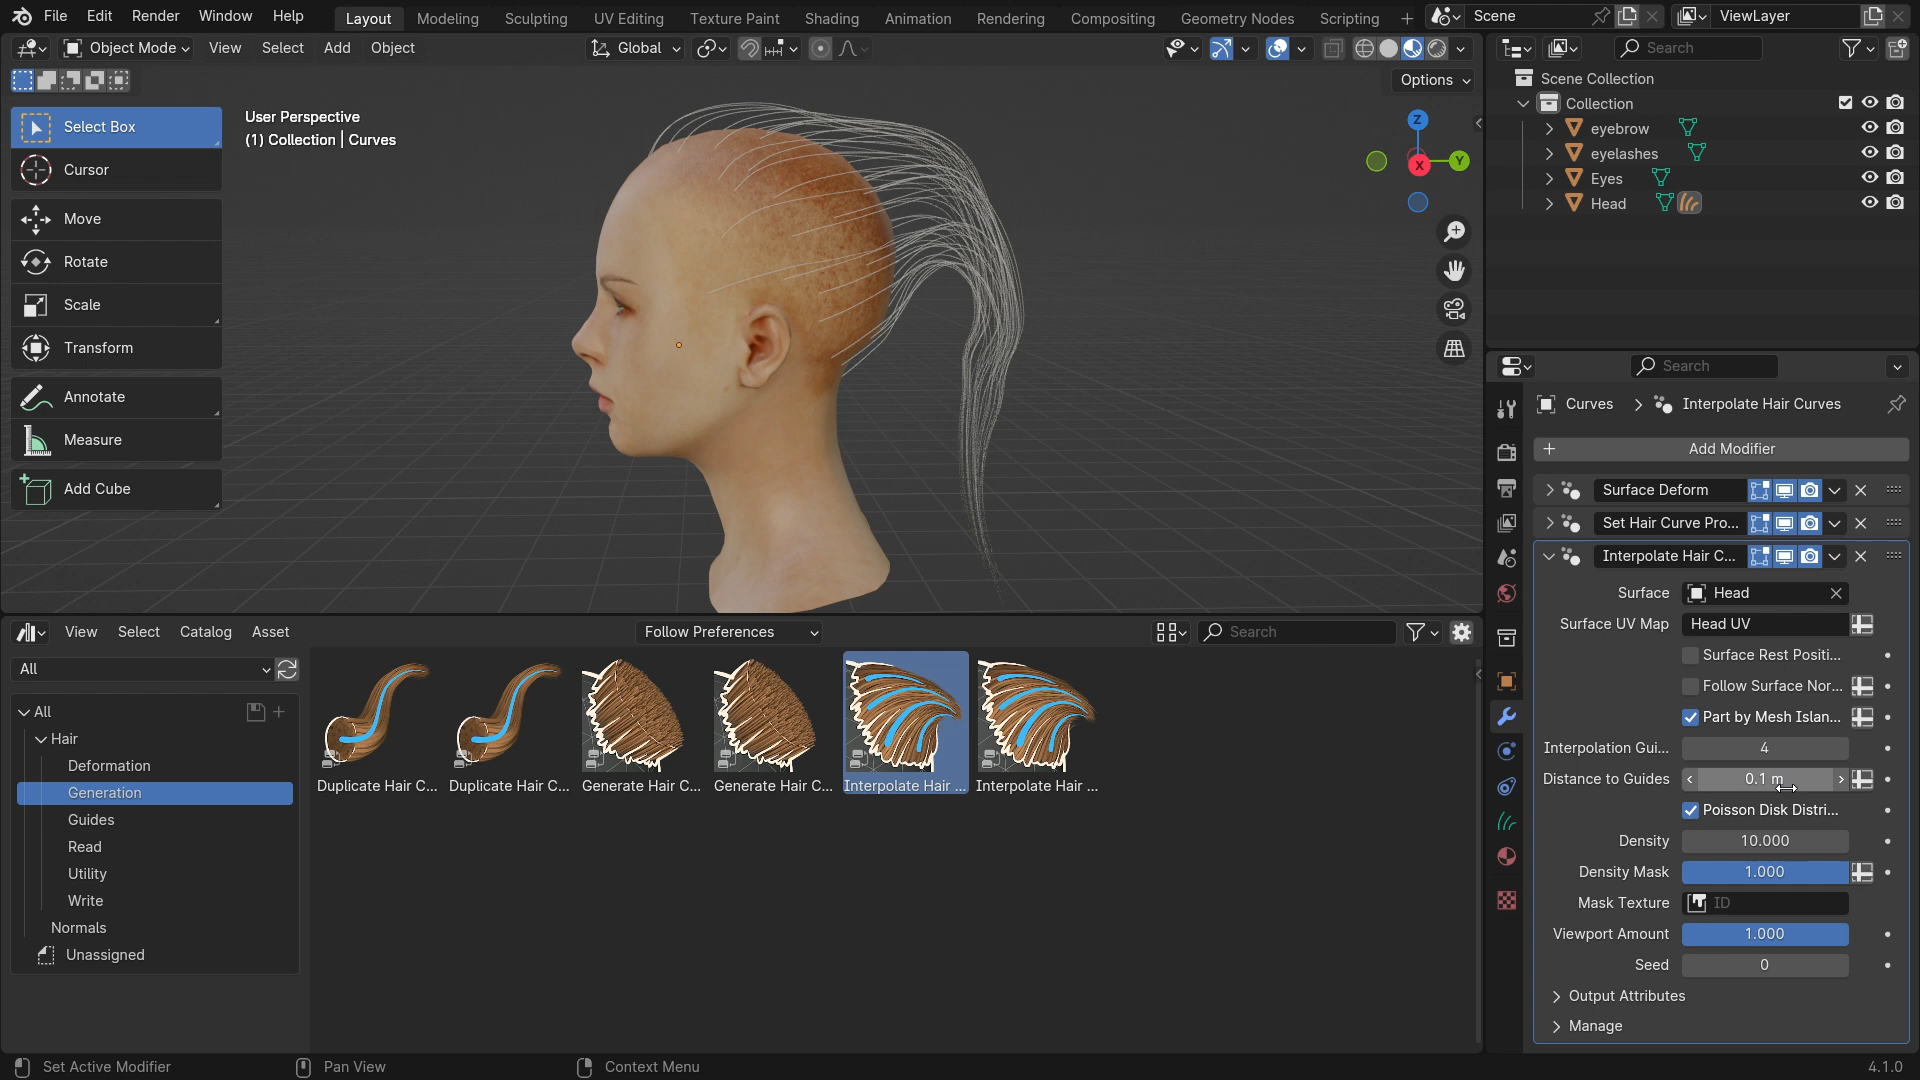 File Edit Render Window Help Layout Modeling Sculpting UV Editing Texture Paint Shading Animation Rendering Compositing Geometry Nodes Scripting + Scene ViewLayer
Object Mode View Select Add Object Global Search
Options
User Perspective
(1) Collection | Curves
Select Box
Cursor
Move
Rotate
Scale
Transform
Annotate
Measure
Add Cube
Z
X
Y
Scene Collection
Collection
eyebrow
eyelashes
Eyes
Head
Search
Curves > Interpolate Hair Curves
+ Add Modifier
Surface Deform
Set Hair Curve Pro...
Interpolate Hair C...
Surface Head
Surface UV Map Head UV
Surface Rest Positi...
Follow Surface Nor...
Part by Mesh Islan...
Interpolation Gui... 4
Distance to Guides 0.1 m
Poisson Disk Distri...
Density 10.000
Density Mask 1.000
Mask Texture ID
Viewport Amount 1.000
Seed 0
Output Attributes
Manage
View Select Catalog Asset Follow Preferences Search
All
All
Hair
Deformation
Generation
Guides
Read
Utility
Write
Normals
Unassigned
Duplicate Hair C... Duplicate Hair C... Generate Hair C... Generate Hair C... Interpolate Hair ... Interpolate Hair ...
Set Active Modifier Pan View Context Menu 4.1.0